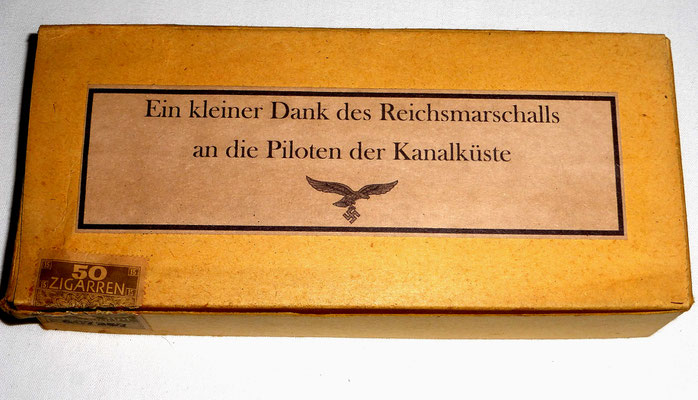 Ein kleiner Dank des Reichsmarschalls
an die Piloten der Kanalküste
50
ZIGARREN